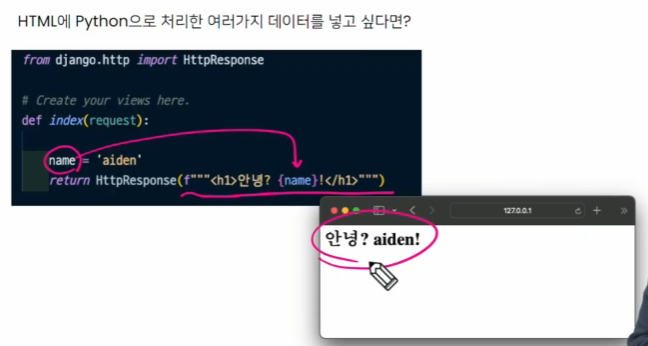 HTML에 Python으로 처리한 여러가지 데이터를 넣고 싶다면?
from django.http import HttpResponse
# Create your views here.
def index(request):
name = 'aiden'
return HttpResponse(f"""<h1>안녕? {name}!</h1>""")
127.0.0.1
안녕? aiden!